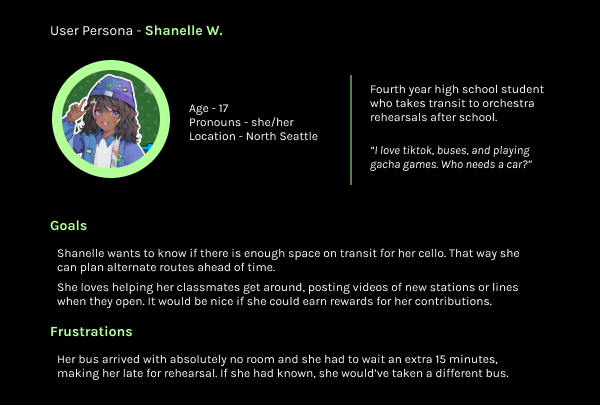 User Persona - Shanelle W.
Age - 17
Pronouns - she/her
Location - North Seattle
Fourth year high school student
who takes transit to orchestra
rehearsals after school.
“I love tiktok, buses, and playing
gacha games. Who needs a car?”
Goals
Shanelle wants to know if there is enough space on transit for her cello. That way she
can plan alternate routes ahead of time.
She loves helping her classmates get around, posting videos of new stations or lines
when they open. It would be nice if she could earn rewards for her contributions.
Frustrations
Her bus arrived with absolutely no room and she had to wait an extra 15 minutes,
making her late for rehearsal. If she had known, she would’ve taken a different bus.